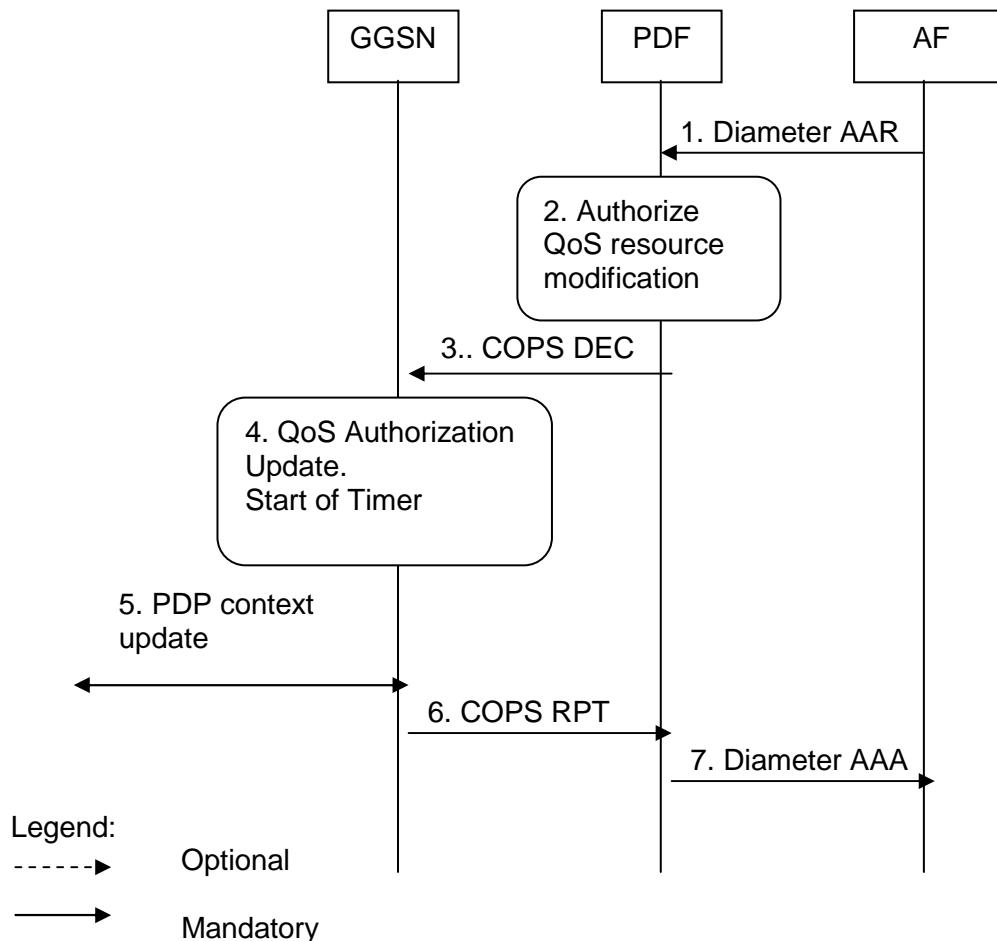 GGSN
PDF
AF
1. Diameter AAR
2. Authorize
QoS resource
modification
3.. COPS DEC
4. QoS Authorization
Update.
Start of Timer
5. PDP context
update
6. COPS RPT
7. Diameter AAA
Legend:
Optional
Mandatory